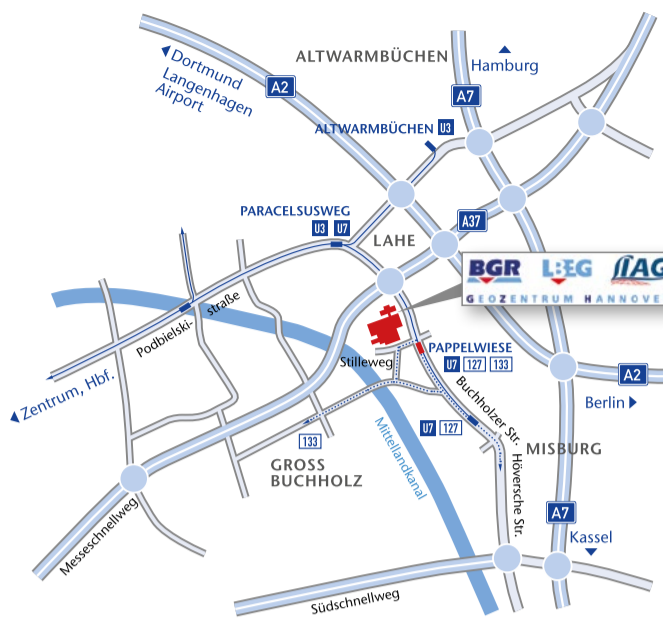 ALTWARMBÜCHEN
Hamburg
Dortmund
Langenhagen
Airport
A2
A7
ALTWARMBÜCHEN U3
PARACELSUSWEG
U3 U7
A37
LAHE
BGR LBEG
GEOZENTRUM HANNOVE
Podbielski-
straße
Stilleweg
PAPPELWIESE
U7 127 133
A2
Zentrum, Hbf.
Berlin
Buchholzer Str.
133
U7 127
MISBURG
GROSS
BUCHHOLZ
Mittellandkanal
Höversche Str.
A7
Kassel
Messeschnellweg
Südschnellweg